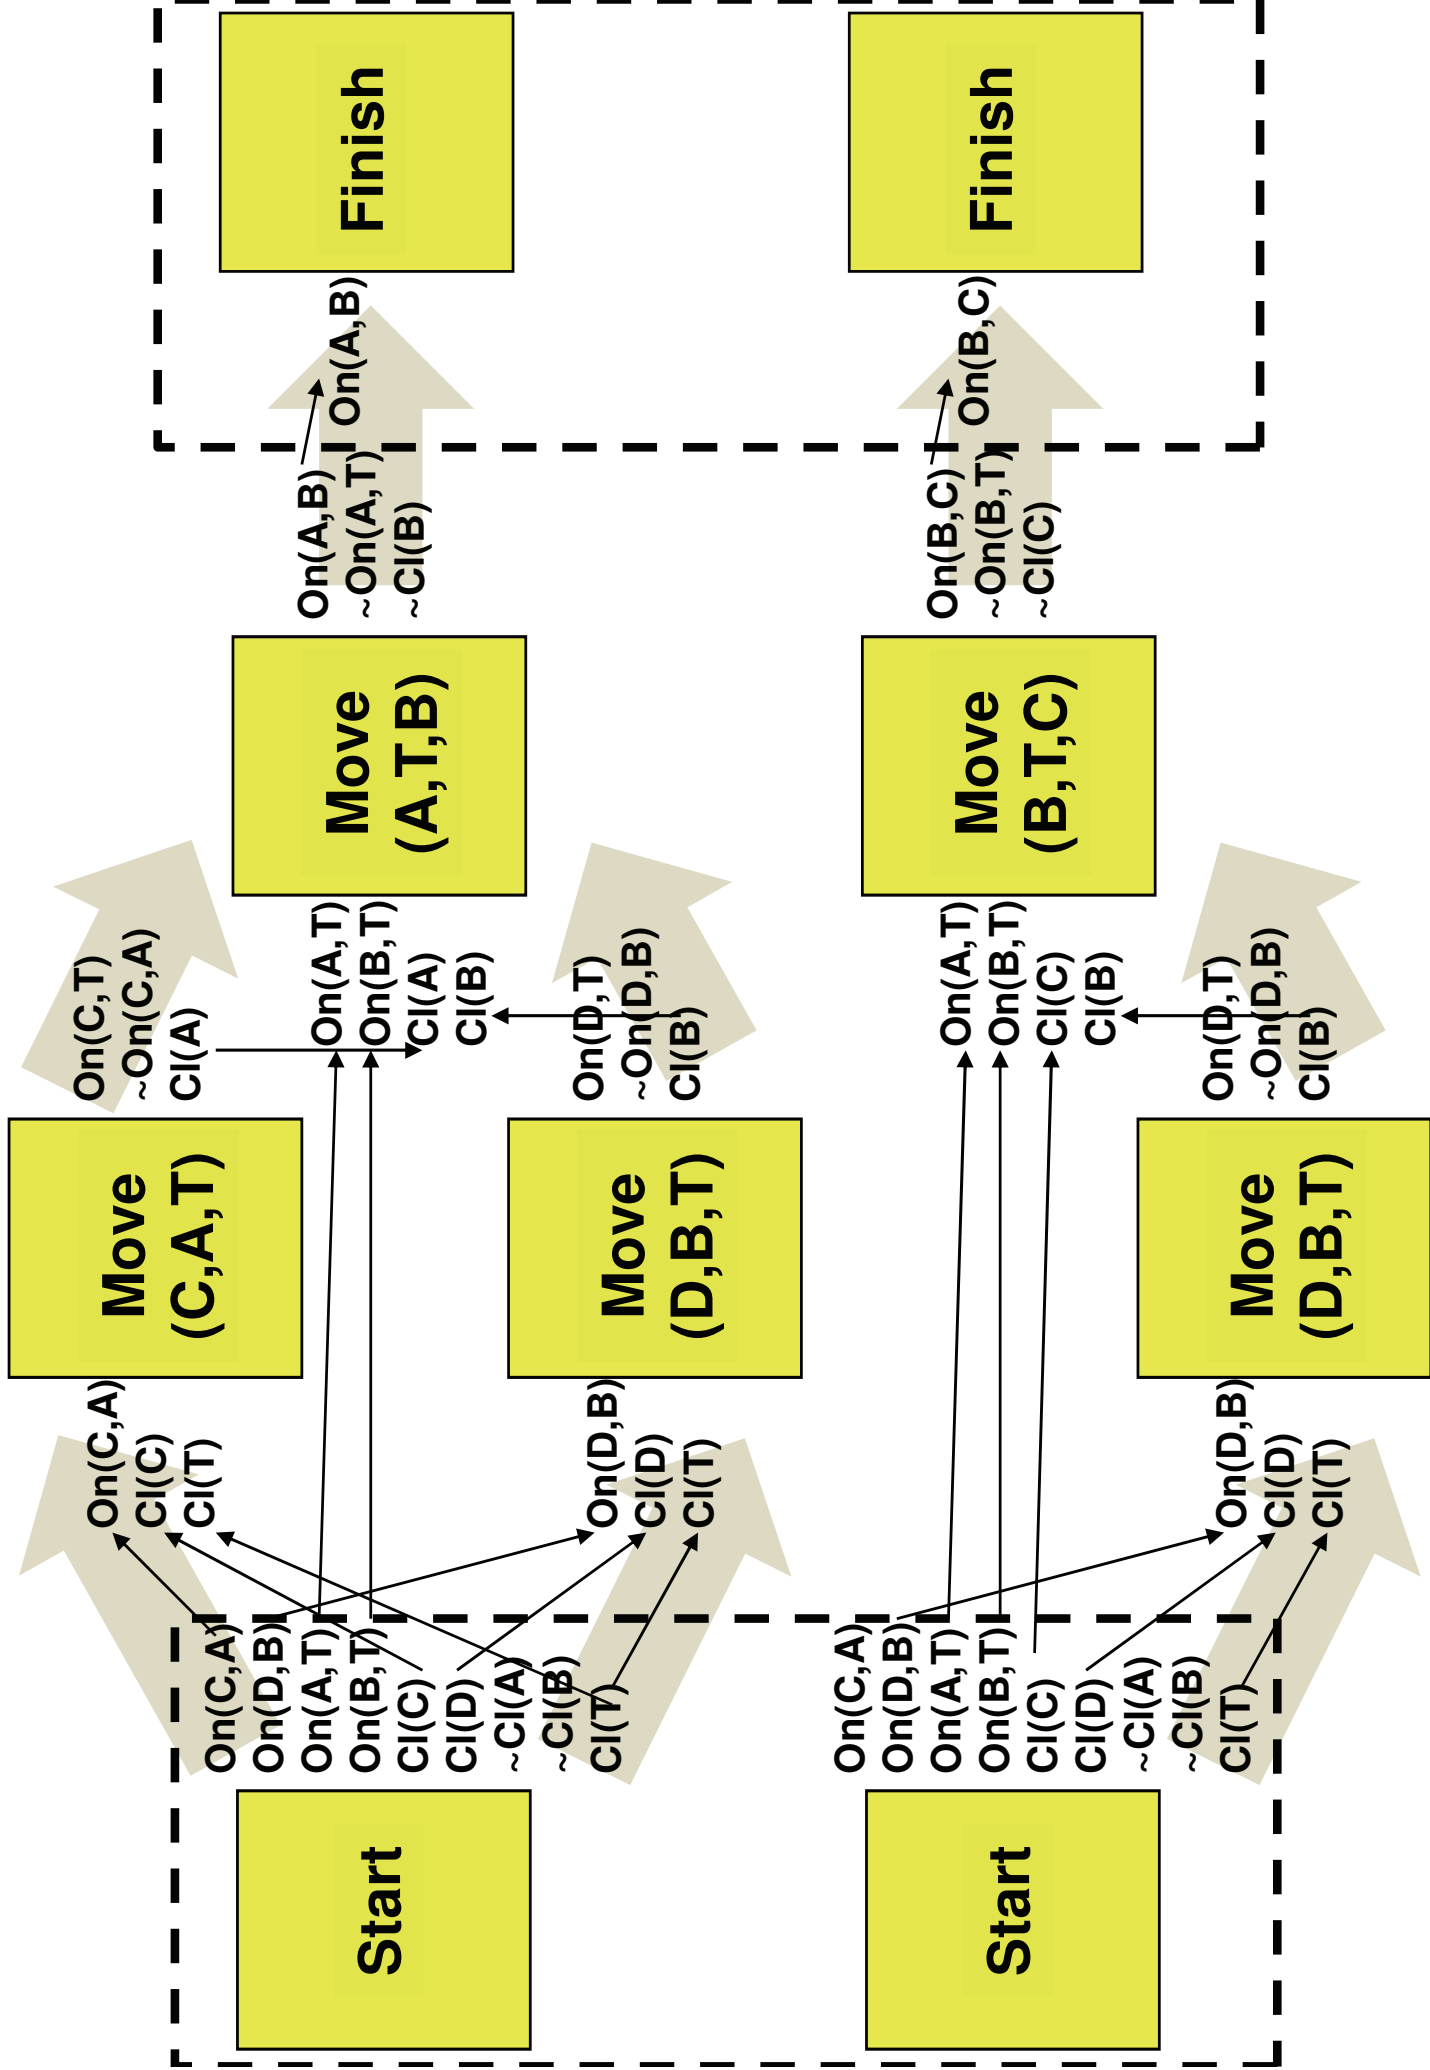 Start
On(C,A)
On(D,B)
On(A,T)
On(B,T)
Cl(C)
Cl(D)
~Cl(A)
~Cl(B)
Cl(T)
On(C,A)
Cl(C)
Cl(T)
Move
(C,A,T)
On(C,T)
~On(C,A)
Cl(A)
On(D,B)
Cl(D)
Cl(T)
Move
(D,B,T)
On(D,T)
~On(D,B)
Cl(B)
On(A,T)
On(B,T)
Cl(A)
Cl(B)
Move
(A,T,B)
On(A,B)
~On(A,T)
~Cl(B)
On(A,B)
Finish
Start
On(C,A)
On(D,B)
On(A,T)
On(B,T)
Cl(C)
Cl(D)
~Cl(A)
~Cl(B)
Cl(T)
On(D,B)
Cl(D)
Cl(T)
Move
(D,B,T)
On(D,T)
~On(D,B)
Cl(B)
On(A,T)
On(B,T)
Cl(C)
Cl(B)
Move
(B,T,C)
On(B,C)
~On(B,T)
~Cl(C)
On(B,C)
Finish